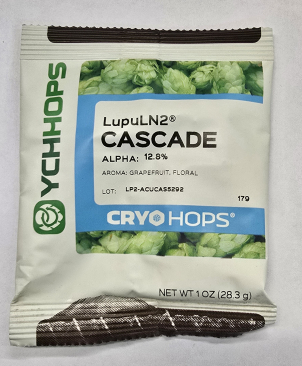 YCHHOPS
LupuLN2®
CASCADE
ALPHA: 12.8%
AROMA: GRAPEFRUIT, FLORAL
LOT: LP2-ACUCAS5292
179
CRYO HOPS®
NET WT 1 OZ (28.3 g)